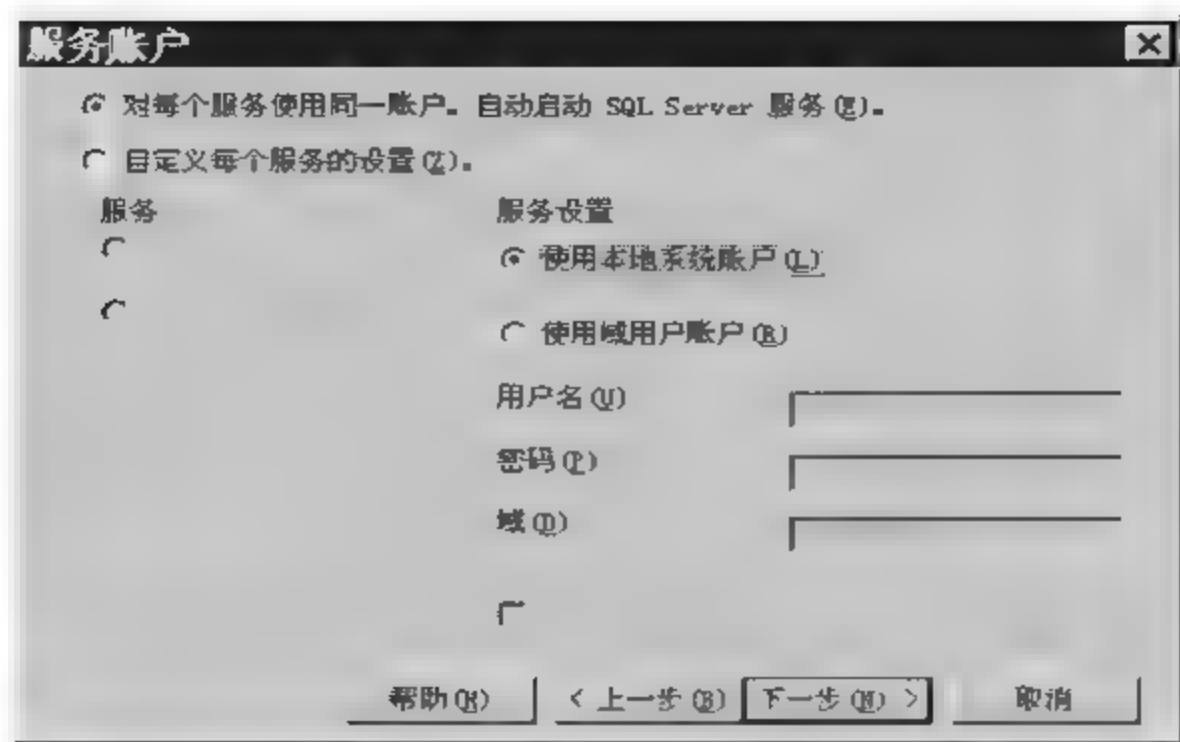 服务账户
对每个服务使用同一账户。自动启动 SQL Server 服务(E)。
自定义每个服务的设置(Z)。
服务
服务设置
使用本地系统账户(L)
使用域用户账户(R)
用户名(U)
密码(P)
域(D)
帮助(H)
< 上一步(B)
下一步(N) >
取消